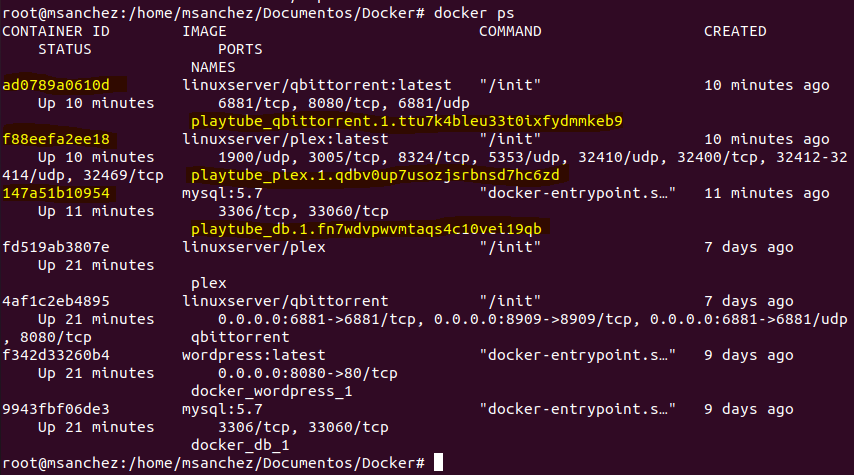 root@msanchez:/home/msanchez/Documentos/Docker# docker ps
CONTAINER ID        IMAGE                            COMMAND                  CREATED
    STATUS              PORTS
                     NAMES
ad0789a0610d        linuxserver/qbittorrent:latest   "/init"                  10 minutes ago
    Up 10 minutes       6881/tcp, 8080/tcp, 6881/udp
                     playtube_qbittorrent.1.ttu7k4bleu33t0ixfydmmkeb9
f88eefa2ee18        linuxserver/plex:latest          "/init"                  10 minutes ago
    Up 10 minutes       1900/udp, 3005/tcp, 8324/tcp, 5353/udp, 32410/udp, 32400/tcp, 32412-32
414/udp, 32469/tcp   playtube_plex.1.qdbv0up7usozjsrbnsd7hc6zd
147a51b10954        mysql:5.7                        "docker-entrypoint.s…"   11 minutes ago
    Up 11 minutes       3306/tcp, 33060/tcp
                     playtube_db.1.fn7wdvpwvmtaqs4c10vei19qb
fd519ab3807e        linuxserver/plex                 "/init"                  7 days ago
    Up 21 minutes
                     plex
4af1c2eb4895        linuxserver/qbittorrent          "/init"                  7 days ago
    Up 21 minutes       0.0.0.0:6881->6881/tcp, 0.0.0.0:8909->8909/tcp, 0.0.0.0:6881->6881/udp
, 8080/tcp           qbittorrent
f342d33260b4        wordpress:latest                 "docker-entrypoint.s…"   9 days ago
    Up 21 minutes       0.0.0.0:8080->80/tcp
                     docker_wordpress_1
9943fbf06de3        mysql:5.7                        "docker-entrypoint.s…"   9 days ago
    Up 21 minutes       3306/tcp, 33060/tcp
                     docker_db_1
root@msanchez:/home/msanchez/Documentos/Docker#